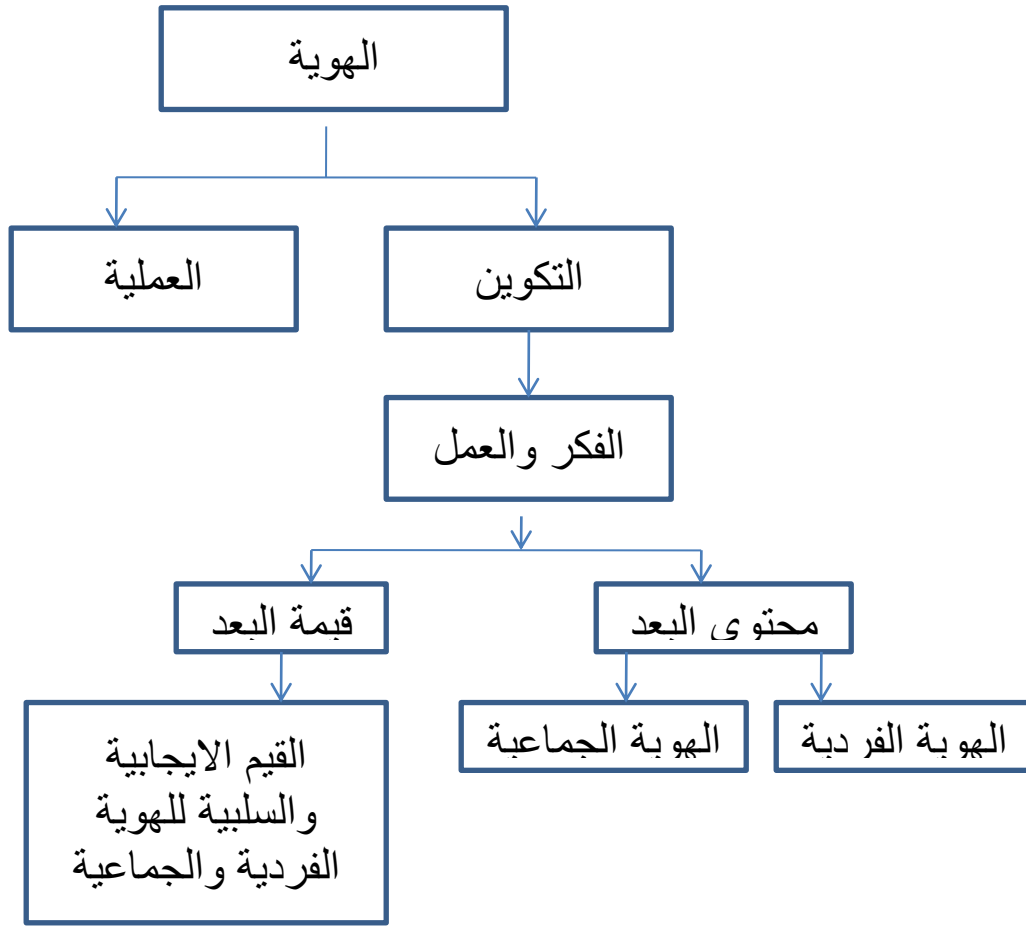 الهوية
التكوين
العملية
الفكر والعمل
محتوى البعد
قيمة البعد
الهوية الفردية
الهوية الجماعية
القيم الايجابية
والسلبية للهوية
الفردية والجماعية